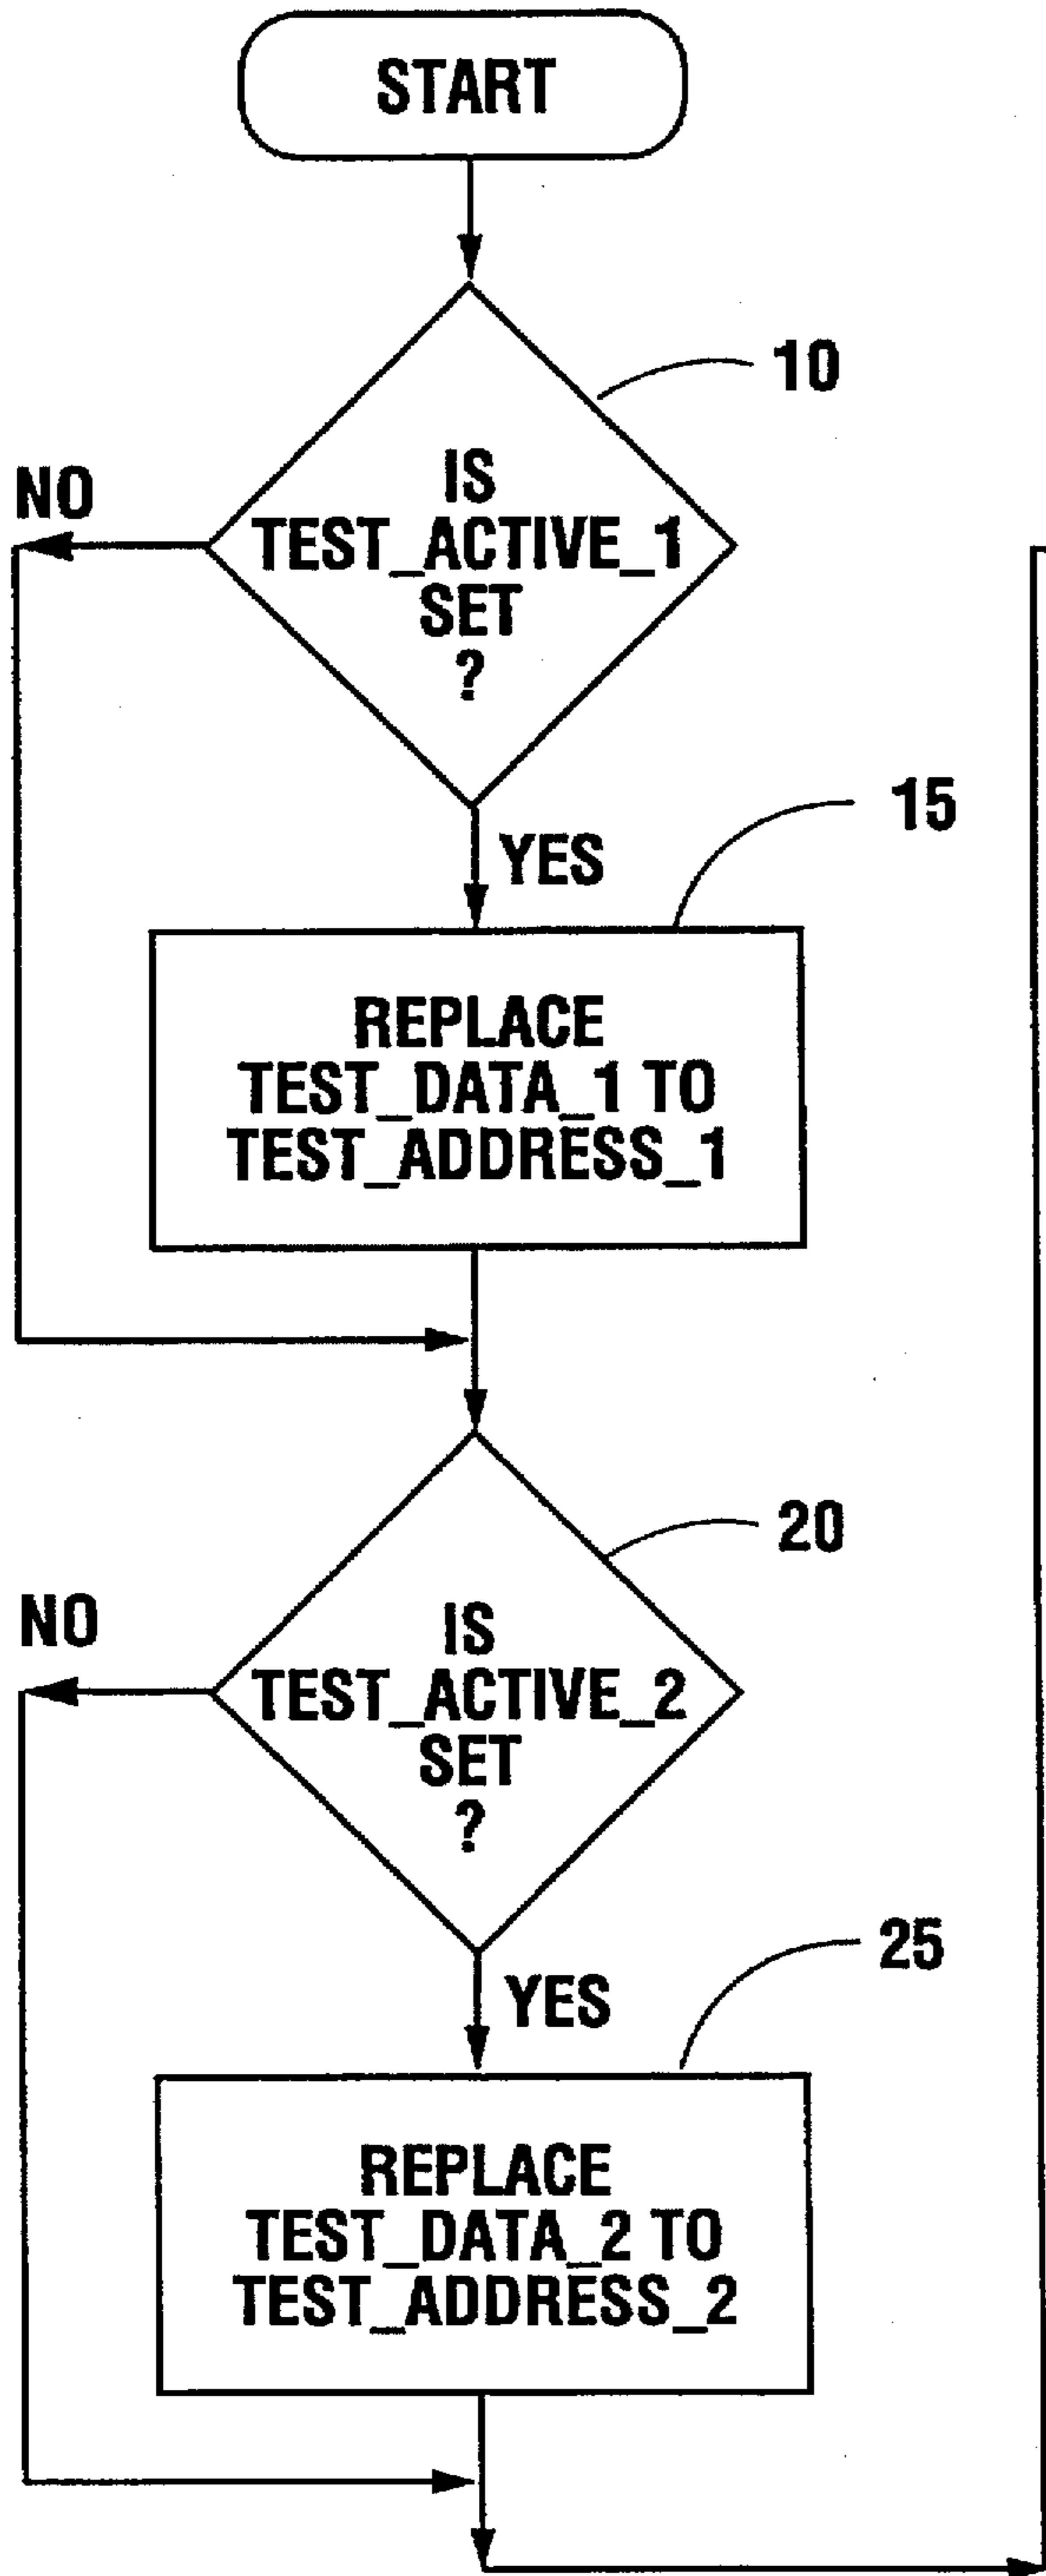 START
10
IS
TEST_ACTIVE_1
SET
?
NO
YES
15
REPLACE
TEST_DATA_1 TO
TEST_ADDRESS_1
20
IS
TEST_ACTIVE_2
SET
?
NO
YES
25
REPLACE
TEST_DATA_2 TO
TEST_ADDRESS_2